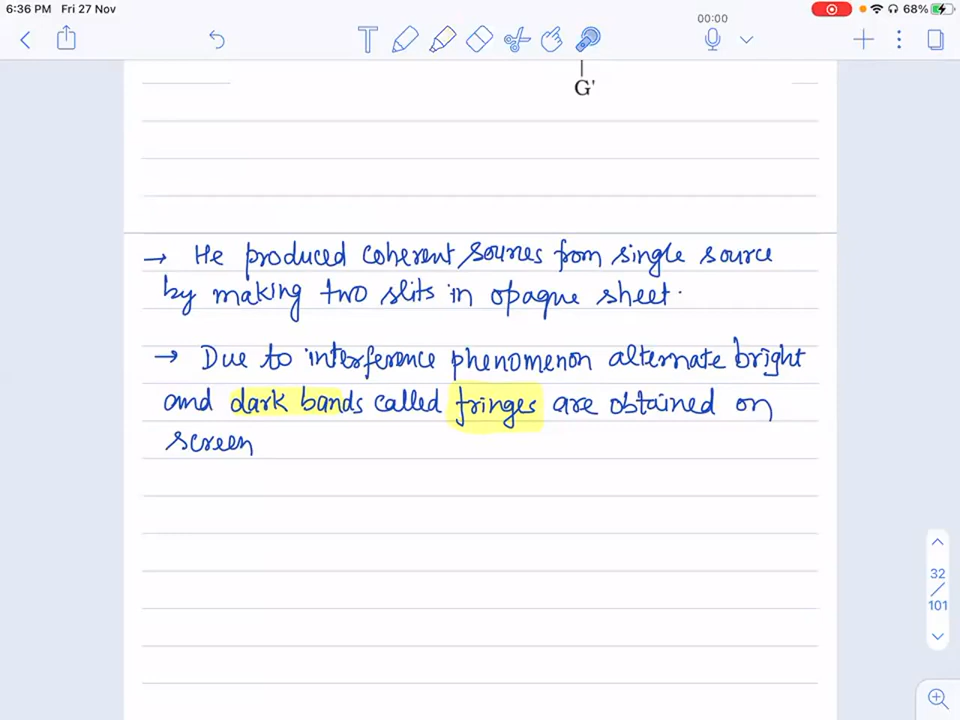 6:36 PM Fri 27 Nov
68%
00:00
G'
→ He produced coherent sources from single source
by making two slits in opaque sheet.
→ Due to interference phenomenon alternate bright
and dark bands called fringes are obtained on
screen
32
/
101